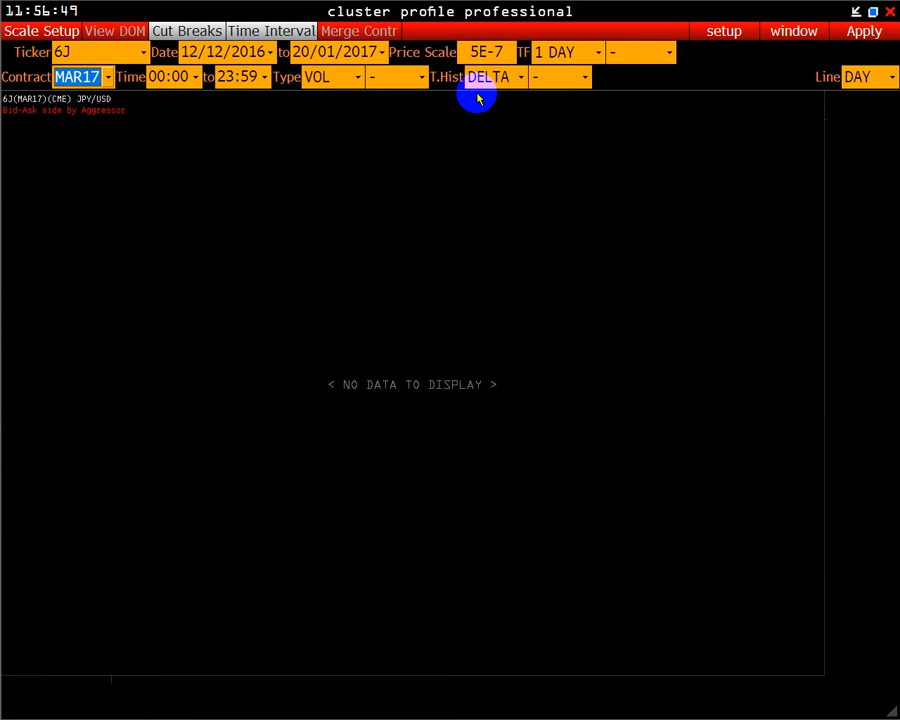 11:56:49 cluster profile professional
Scale Setup View DOM Cut Breaks Time Interval Merge Contr setup window Apply
Ticker 6J Date 12/12/2016 to 20/01/2017 Price Scale 5E-7 TF 1 DAY -
Contract MAR17 Time 00:00 to 23:59 Type VOL - T.Hist DELTA - Line DAY
6J(MAR17)(CME) JPY/USD
Bid-Ask side by Aggressor
< NO DATA TO DISPLAY >